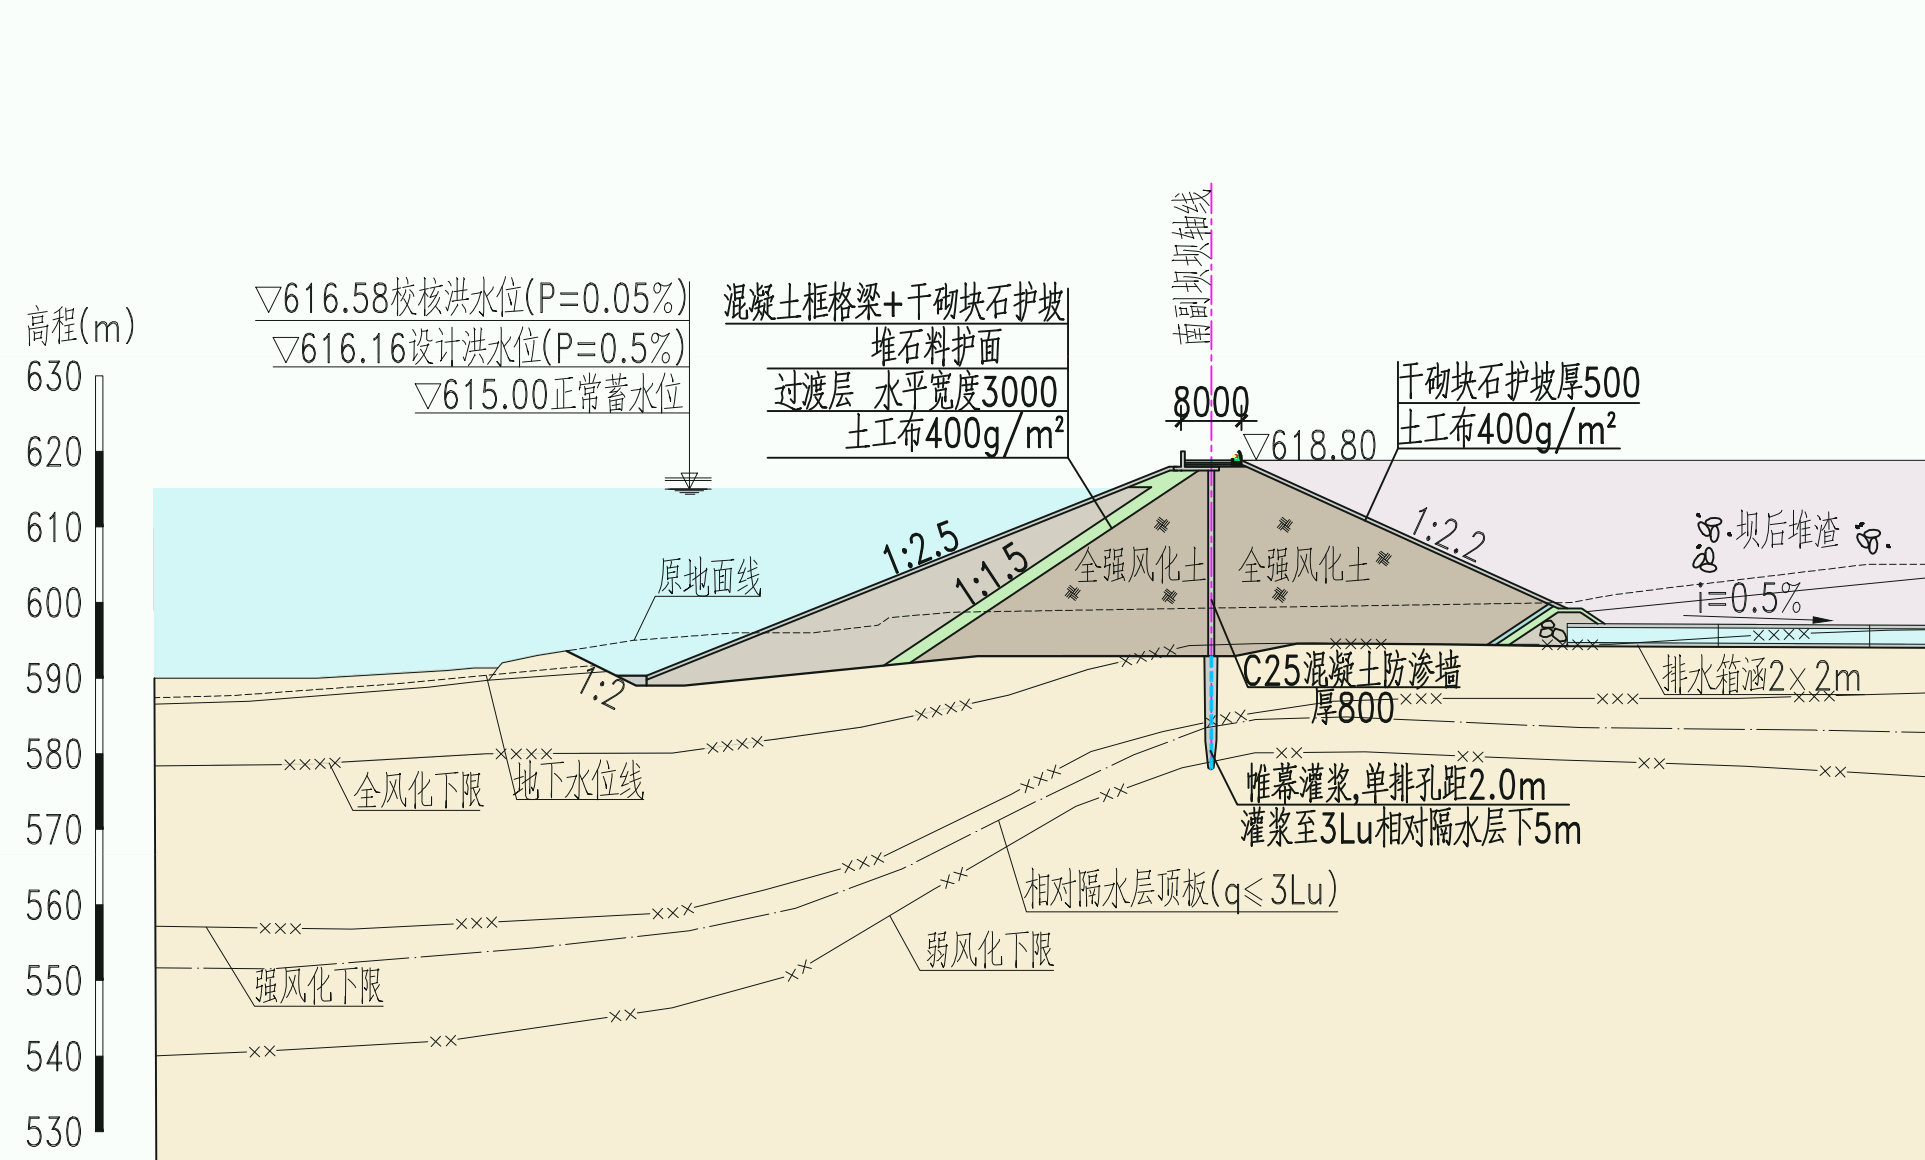 南副坝坝轴线
▽616.58校核洪水位(P=0.05%)
▽616.16设计洪水位(P=0.5%)
▽615.00正常蓄水位
混凝土框格梁+干砌块石护坡
堆石料护面
过渡层 水平宽度3000
土工布400g/m²
8000
▽618.80
干砌块石护坡厚500
土工布400g/m²
高程(m)
630
620
610
600
590
580
570
560
550
540
530
原地面线
1:2.5
1:1.5
全强风化土
全强风化土
1:2.2
坝后堆渣
i=0.5%
1:2
C25混凝土防渗墙
厚800
排水箱涵2×2m
全风化下限
地下水位线
帷幕灌浆,单排孔距2.0m
灌浆至3Lu相对隔水层下5m
相对隔水层顶板(q≤3Lu)
弱风化下限
强风化下限